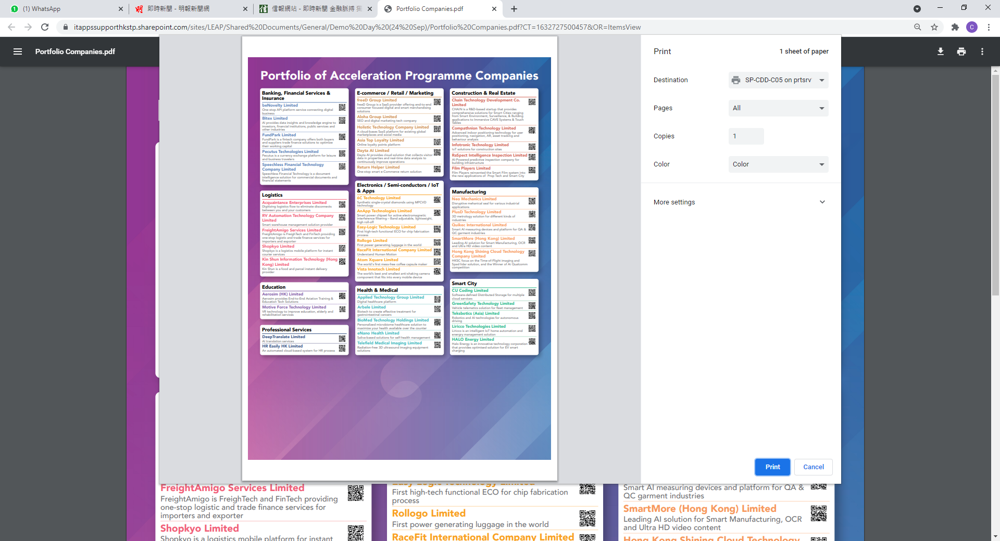 (1) WhatsApp
即時新聞 - 明報新聞網
信報網站 - 即時新聞 金融脈搏 獨
Portfolio Companies.pdf
itappssupporthkstp.sharepoint.com/sites/LEAP/Shared%20Documents/General/Demo%20Day%20(24%20Sep)/Portfolio%20Companies.pdf?CT=1632727500457&OR=ItemsView
C
Portfolio Companies.pdf
Portfolio of Acceleration Programme Companies
Banking, Financial Services &
Insurance
beNovelty Limited
One-stop API platform service connecting digital
business
Bitex Limited
AI provides data insights and knowledge engine to
investors, financial institutions, public services and
other industries
FundPark Limited
FundPark is a fintech company offers both buyers
and suppliers trade finance solutions to optimize
their working capital
Pecutus Technologies Limited
Pecutus is a currency exchange platform for leisure
and business travelers
Speechless Financial Technology
Company Limited
Speechless Financial Technology is a document
intelligence solution for commercial documents and
financial statements
Logistics
Acquaintance Enterprises Limited
Digitizing logistics flow to eliminate disconnects
between you and your customers
RV Automation Technology Company
Limited
Smart warehouse management solution provider
FreightAmigo Services Limited
FreightAmigo is FreighTech and FinTech providing
one-stop logistic and trade finance services for
importers and exporter
Shopkyo Limited
Shopkyo is a logistics mobile platform for instant
courier services
Kin Shun Information Technology (Hong
Kong) Limited
Kin Shun is a food and parcel instant delivery
provider
Education
Aerosim (HK) Limited
Aerosim provides End-to-End Aviation Training &
Education Tech Solutions
Motive Force Technology Limited
VR technology to improve education, elderly and
rehabilitation services
Professional Services
DeepTranslate Limited
AI translation services
HR Easily HK Limited
An automated cloud-based system for HR process
E-commerce / Retail / Marketing
freeD Group Limited
freeD Group is a SaaS provider offering end-to-end
consumer focused digital and smart merchandising
solutions
Aloha Group Limited
SEO and digital marketing tech company
Holistic Technology Company Limited
A cloud-bases SaaS platform for existing global
marketplaces and social media
Asia Top Loyalty Limited
Online loyalty points platform
Dayta AI Limited
Dayta AI provides cloud solution that collects visitor
data in properties and real-time data analysis to
continuously improve operations
Return Helper Limited
One-stop smart e-Commerce return solution
Electronics / Semi-conductors / IoT
& Apps
6C Technology Limited
Synthetic single-crystal diamonds using MPCVD
technology
AnApp Technologies Limited
Smart power chipset for active electromagnetic
interference filtering – Band adjustable, lightweight,
high roll-off
Easy-Logic Technology Limited
First high-tech functional ECO for chip fabrication
process
Rollogo Limited
First power generating luggage in the world
RaceFit International Company Limited
Understand Human Motion
Atom Xquare Limited
The world's first mess-free coffee capsule maker
Vista Innotech Limited
The world's best and smallest anti-shaking camera
component that fits into every mobile device
Health & Medical
Applied Technology Group Limited
Digital healthcare platform
Arbele Limited
Biotech to create effective treatment for
gastrointestinal cancers
BioMed Technology Holdings Limited
Personalized microbiome healthcare solution to
maximize your health available over the counter
eNano Health Limited
Saliva-based solutions for self-health management
Telefield Medical Imaging Limited
Radiation-free 3D ultrasound imaging equipment
solutions
Construction & Real Estate
Chain Technology Development Co.
Limited
CHAIN is a R&D-based startup that provides
comprehensive solutions for Smart Cities ranging
from Smart Environment, Surveillance, & Building
applications to Immersive CAVE Systems & Touch
Tables
Compathnion Technology Limited
Advanced indoor positioning technology for user
positioning, navigation, AR, asset tracking and
behaviour analysis
Infotronic Technology Limited
IoT solutions for construction sites
RaSpect Intelligence Inspection Limited
AI-Powered predictive inspection company for
building infrastructure
Film Players Limited
Film Players reinvented the Smart Film system into
the new applications of Prop Tech and Smart City
Manufacturing
Neo Mechanics Limited
Disruptive mehanical seal for various industrial
applications
PlusD Technology Limited
3D metrology solution for different kinds of
industries
Quikec International Limited
Smart AI measuring devices and platform for QA &
QC garment industries
SmartMore (Hong Kong) Limited
Leading AI solution for Smart Manufacturing, OCR
and Ultra HD video content
Hong Kong Shining Cloud Technology
Company Limited
HKSC focus on the Time-of-Flight imaging and
Spad lidar solution, and the Winner of Ai Qualcomm
competition
Smart City
CU Coding Limited
Software-defined Distributed Storage for multiple
cloud services
GreenSafety Technology Limited
Vehicle telematics solution for fleet management
Teksbotics (Asia) Limited
Robotics and AI technologies for autonomous
driving
Liricco Technologies Limited
Liricco is an intelligent IoT home automation and
energy management solution
HALO Energy Limited
Halo Energy is an innovative technology corporation
that provides optimised solution for EV smart
charging
Print
1 sheet of paper
Destination
SP-CDD-C05 on prtsrv
Pages
All
Copies
1
Color
Color
More settings
Print
Cancel
FreightAmigo Services Limited
FreightAmigo is FreighTech and FinTech providing
one-stop logistic and trade finance services for
importers and exporter
Shopkyo Limited
Shopkyo is a logistics mobile platform for instant
Easy-Logic Technology Limited
First high-tech functional ECO for chip fabrication
process
Rollogo Limited
First power generating luggage in the world
RaceFit International Company Limited
Smart AI measuring devices and platform for QA &
QC garment industries
SmartMore (Hong Kong) Limited
Leading AI solution for Smart Manufacturing, OCR
and Ultra HD video content
Hong Kong Shining Cloud Technology